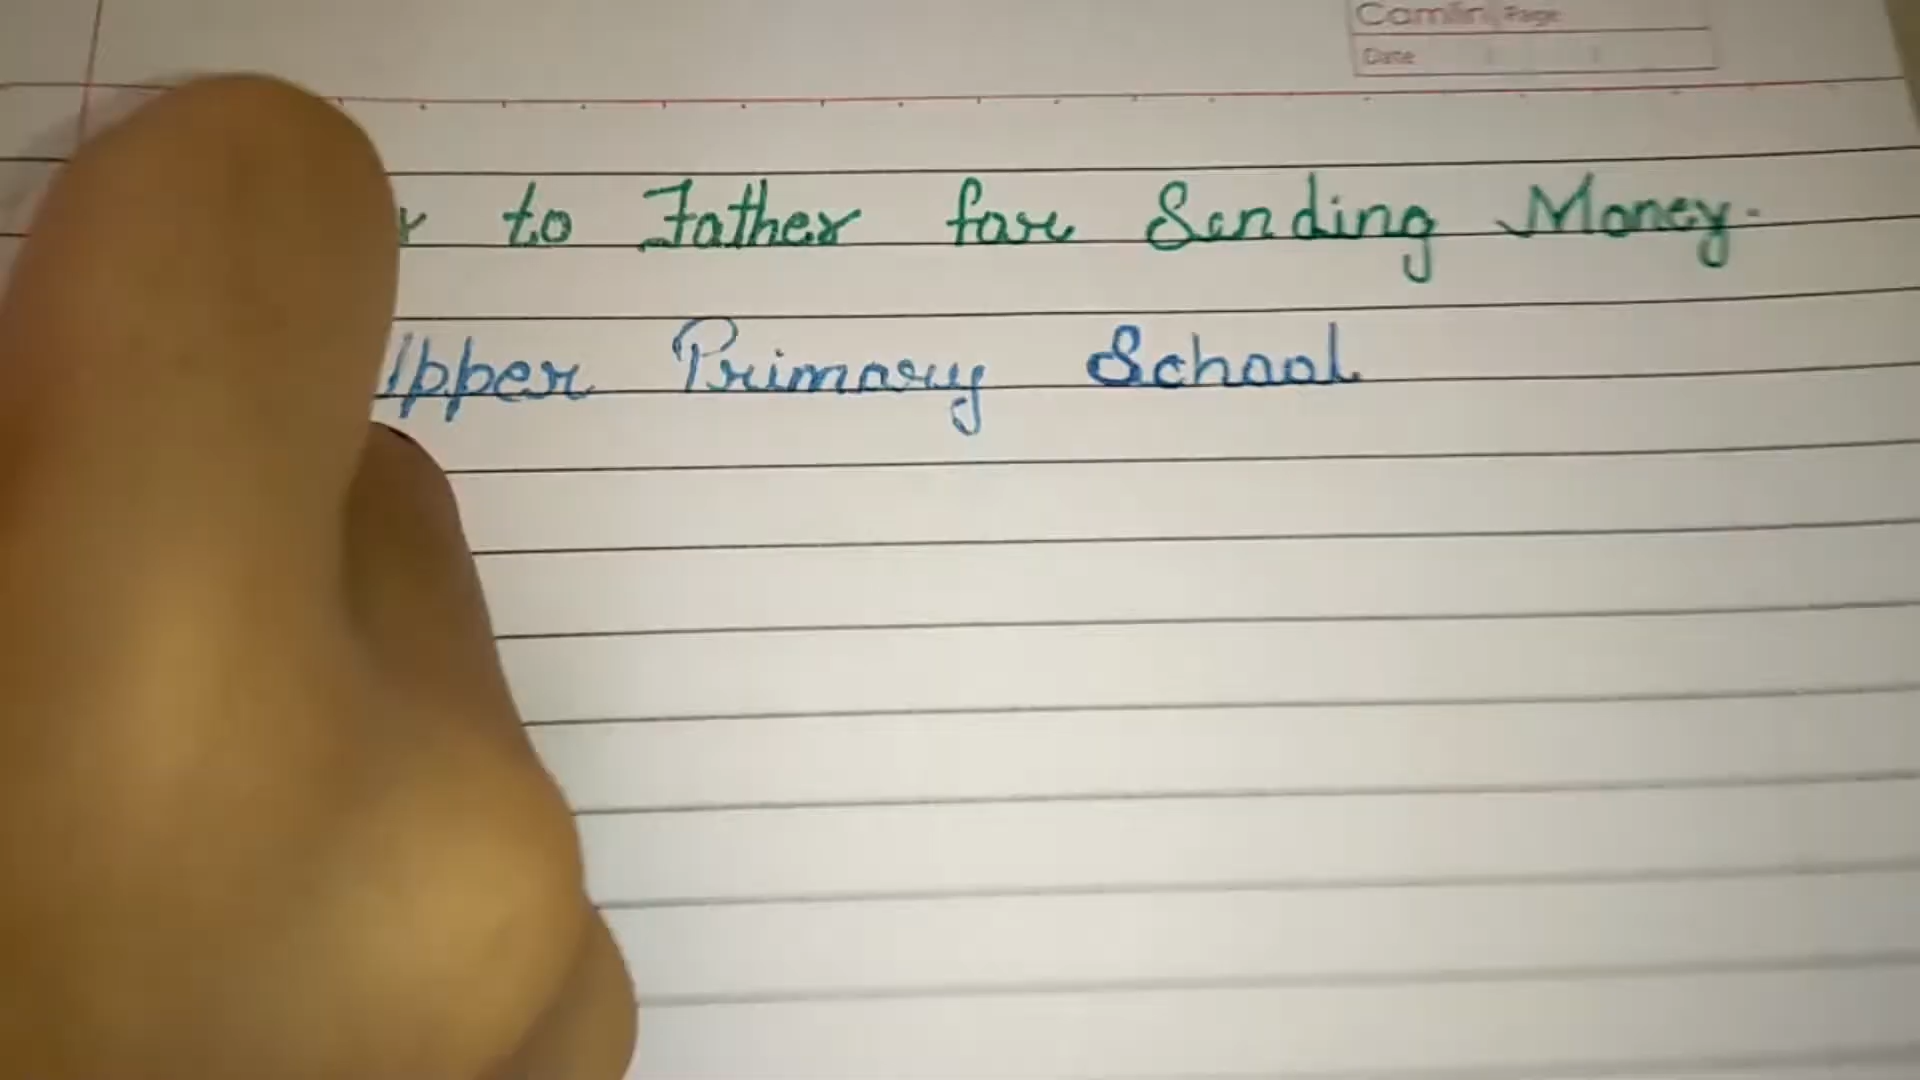 Camlin Page
Date
to Father for Sending Money.
Upper Primary School